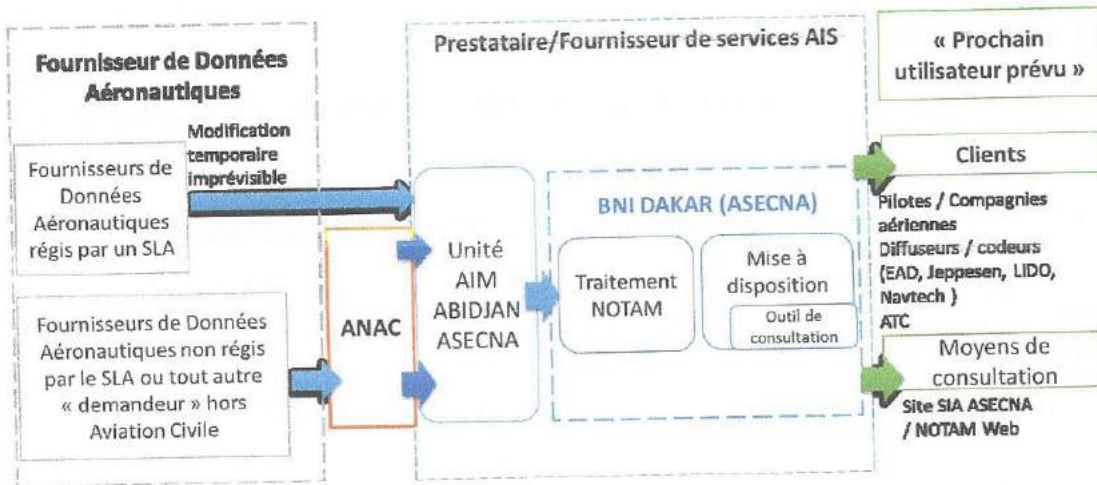 Fournisseur de Données
Aéronautiques
Fournisseurs de
Données
Aéronautiques
régis par un SLA
Modification
temporaire
imprévisible
Fournisseurs de Données
Aéronautiques non régis
par le SLA ou tout autre
« demandeur » hors
Aviation Civile
ANAC
Prestataire/Fournisseur de services AIS
Unité
AIM
ABIDJAN
ASECNA
BNI DAKAR (ASECNA)
Traitement
NOTAM
Mise à
disposition
Outil de
consultation
« Prochain
utilisateur prévu »
Clients
Pilotes / Compagnies
aériennes
Diffuseurs / codeurs
(EAD, Jeppesen, LIDO,
Navtech )
ATC
Moyens de
consultation
Site SIA ASECNA
/ NOTAM Web